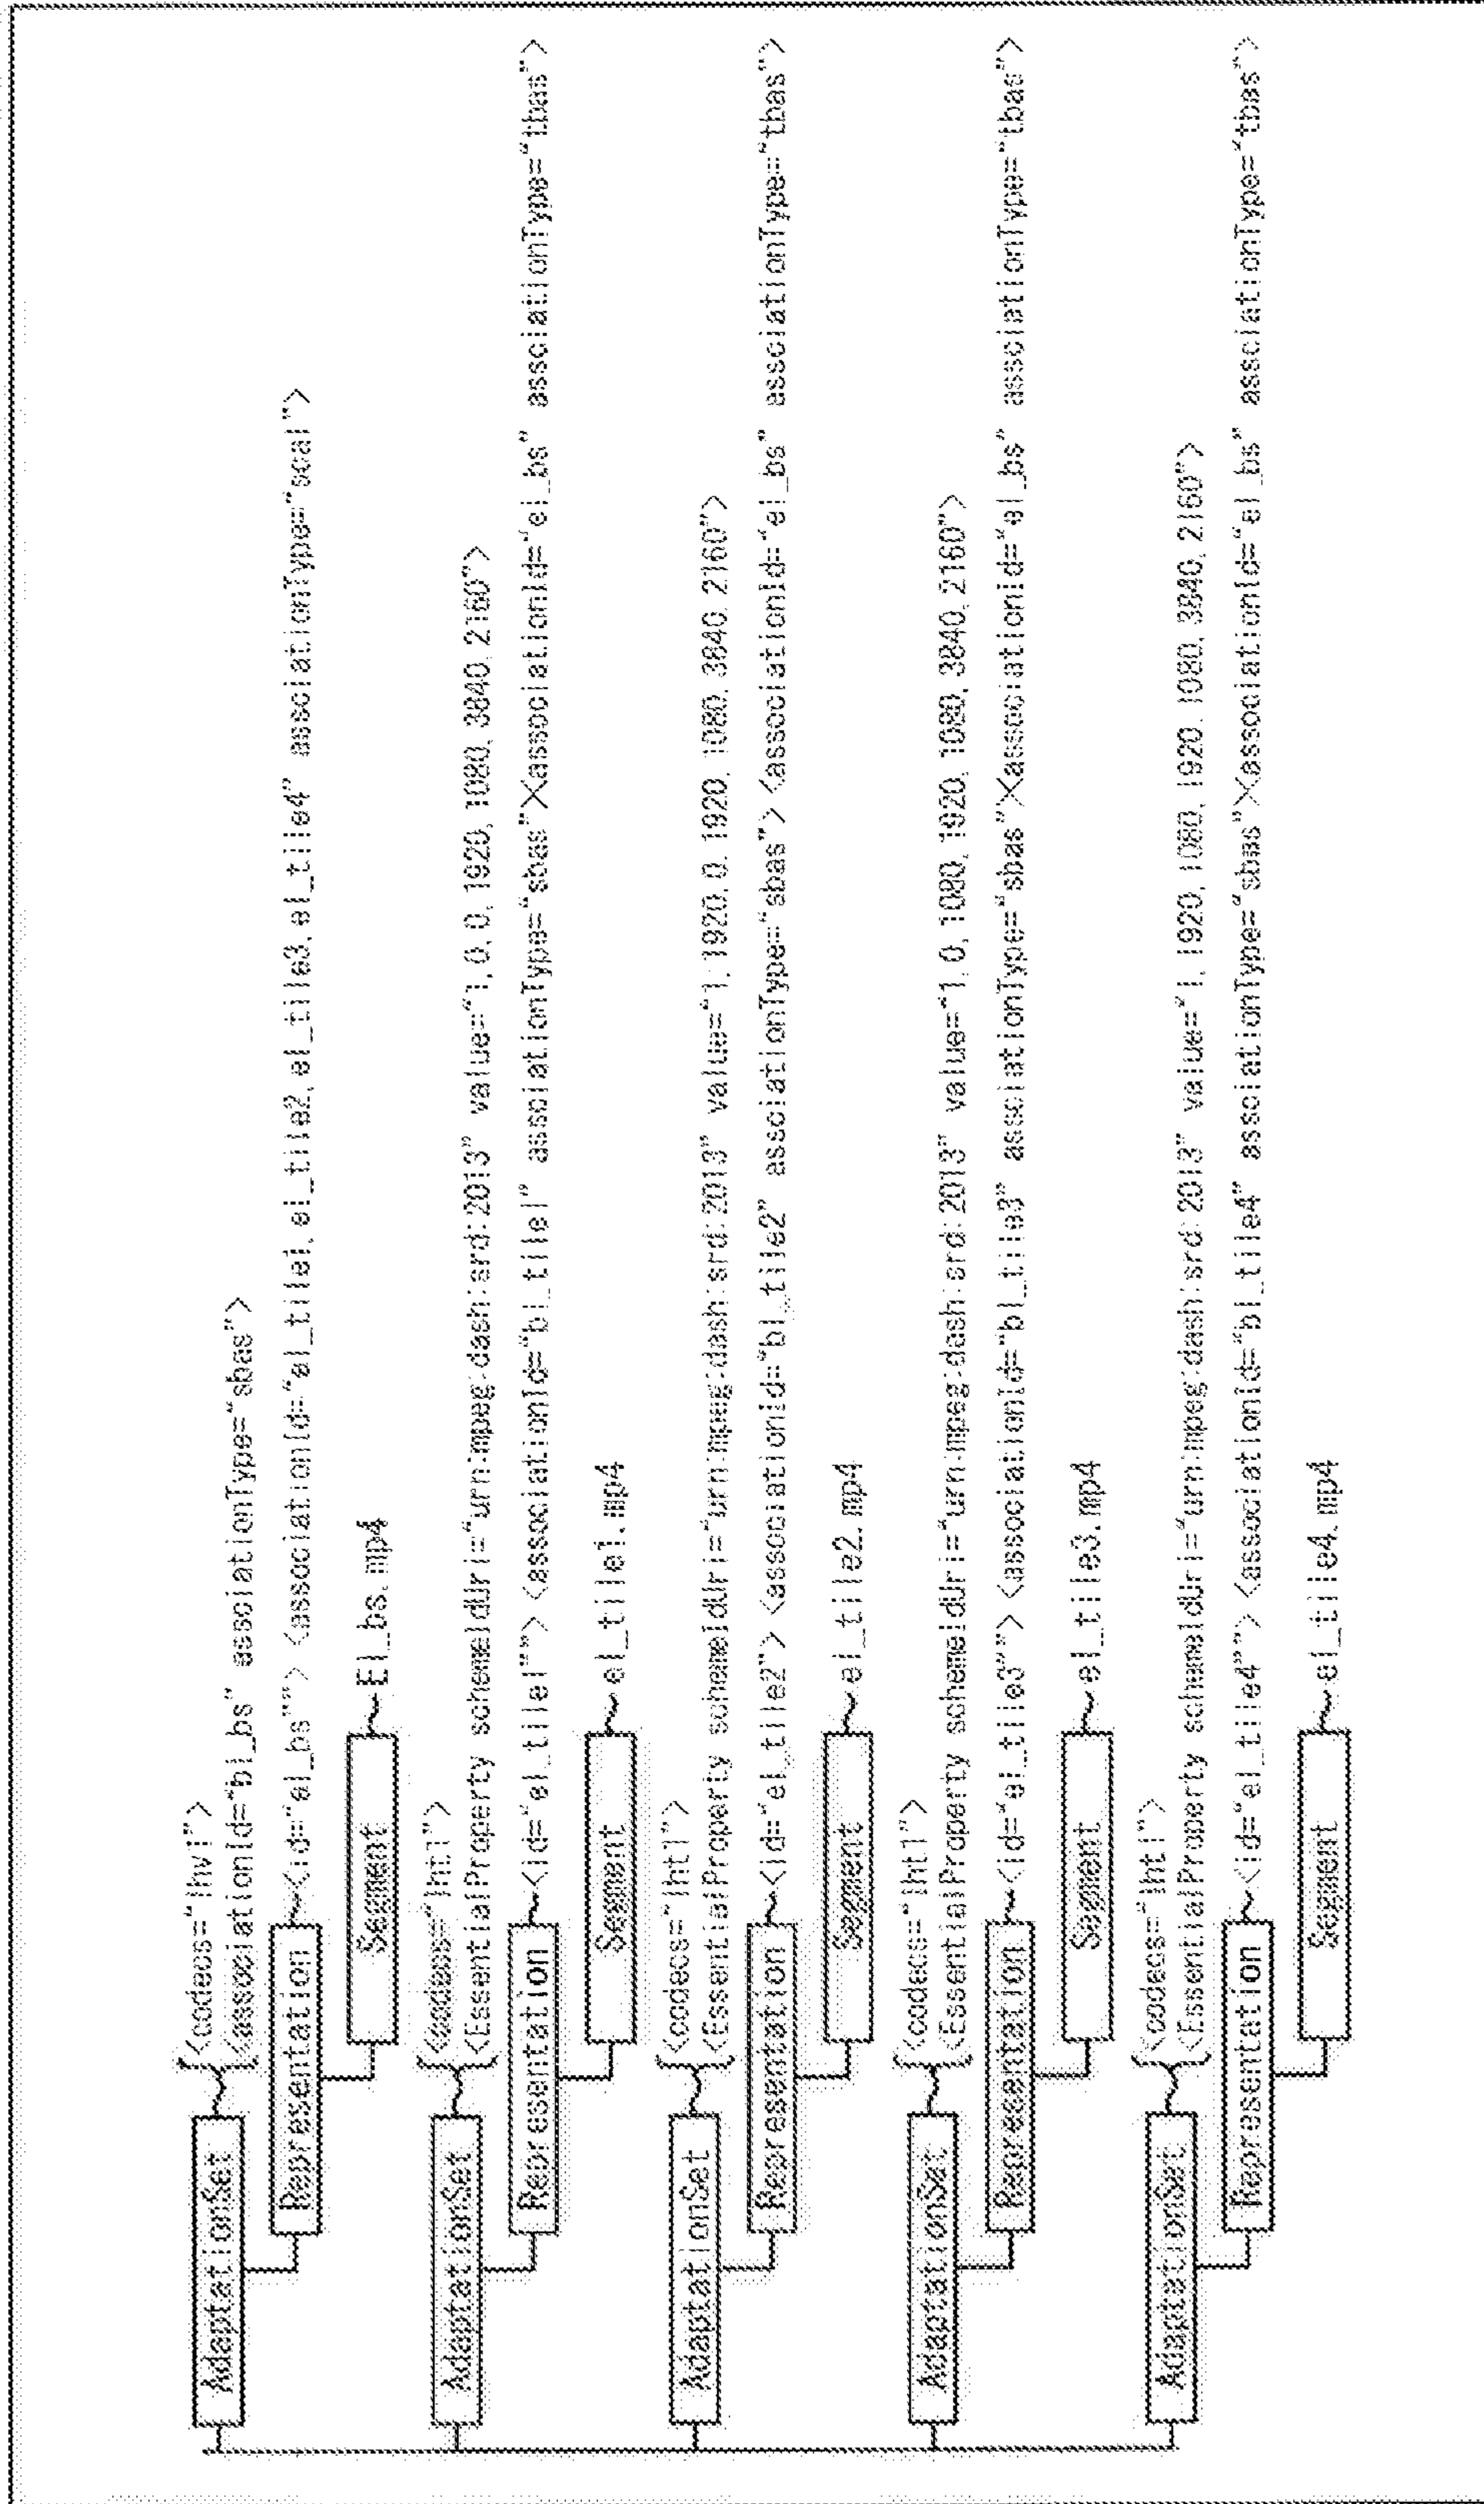 AdaptationSet <codecs="lhv1">
<associationId="bl_bs" associationType="sbas">
Representation <id="el_bs""> <associationId="el_tile1, el_tile2, el_tile3, el_tile4" associationType="scal">
Segment El_bs.mp4
AdaptationSet <codecs="lht1">
<EssentialProperty schemeIdUri="urn:mpeg:dash:srd:2013" value="1, 0, 0, 1920, 1080, 3840, 2160">
Representation <id="el_tile1""> <associationId="bl_tile1" associationType="sbas"><associationId="el_bs" associationType="tbas">
Segment el_tile1.mp4
AdaptationSet <codecs="lht1">
<EssentialProperty schemeIdUri="urn:mpeg:dash:srd:2013" value="1, 1920, 0, 1920, 1080, 3840, 2160">
Representation <id="el_tile2"> <associationId="bl_tile2" associationType="sbas"> <associationId="el_bs" associationType="tbas">
Segment el_tile2.mp4
AdaptationSet <codecs="lht1">
<EssentialProperty schemeIdUri="urn:mpeg:dash:srd:2013" value="1, 0, 1080, 1920, 1080, 3840, 2160">
Representation <id="el_tile3""> <associationId="bl_tile3" associationType="sbas"><associationId="el_bs" associationType="tbas">
Segment el_tile3.mp4
AdaptationSet <codecs="lht1">
<EssentialProperty schemeIdUri="urn:mpeg:dash:srd:2013" value="1, 1920, 1080, 1920, 1080, 3840, 2160">
Representation <id="el_tile4""> <associationId="bl_tile4" associationType="sbas"><associationId="el_bs" associationType="tbas">
Segment el_tile4.mp4